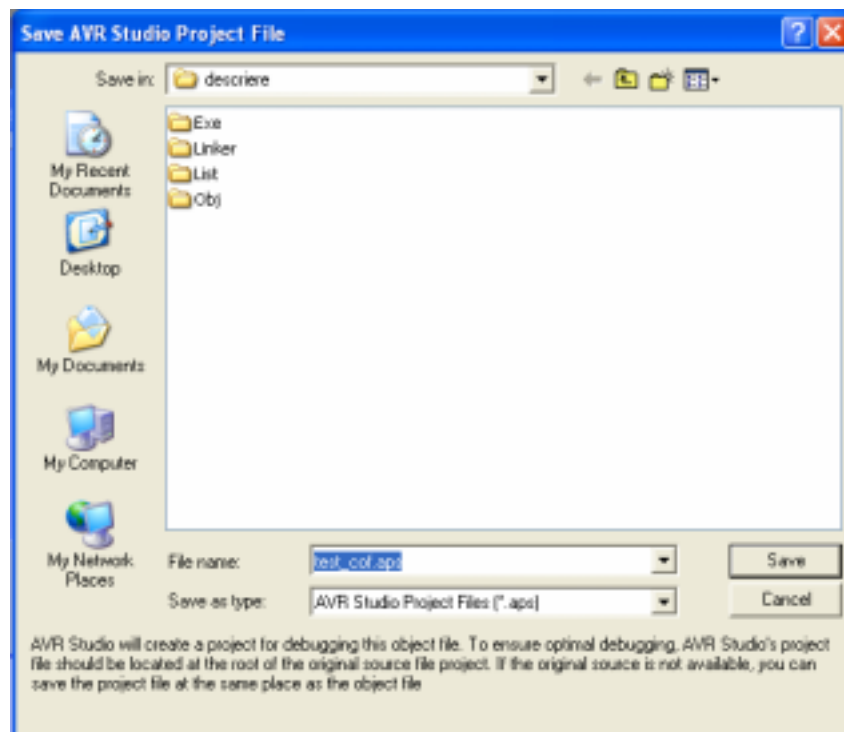 Save AVR Studio Project File
Save in:
descriere
My Recent
Documents
Desktop
My Documents
My Computer
My Network
Places
Exe
Linker
List
Obj
File name:
test_cof.aps
Save
Save as type:
AVR Studio Project Files (*.aps)
Cancel
AVR Studio will create a project for debugging this object file. To ensure optimal debugging, AVR Studio's project
file should be located at the root of the original source file project. If the original source is not available, you can
save the project file at the same place as the object file